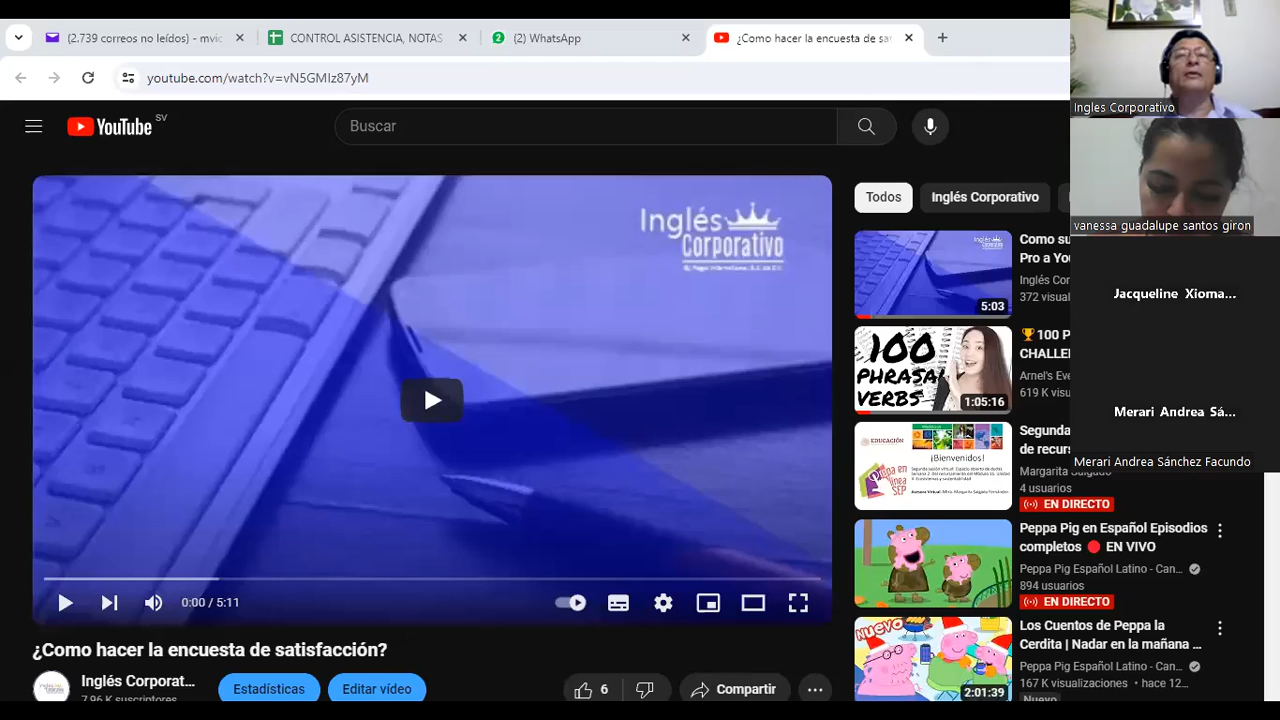 (2.739 correos no leídos) - mvic
CONTROL ASISTENCIA, NOTAS
2
(2) WhatsApp
¿Como hacer la encuesta de sa
youtube.com/watch?v=vN5GMIz87yM
YouTube
SV
Buscar
Inglés
Corporativo
0:00 / 5:11
¿Como hacer la encuesta de satisfacción?
Inglés Corporat...
7.96 K suscriptores
Estadísticas
Editar vídeo
6
Compartir
Todos
Inglés Corporativo
Como su
Pro a You
Inglés Cor
372 visual
5:03
100 P
CHALLE
Arnel's Eve
619 K visu
100
PHRASAL
VERBS
1:05:16
Segunda
de recurs
Margarita Salgado
4 usuarios
EN DIRECTO
EDUCACIÓN
¡Bienvenidos!
Peppa Pig en Español Episodios
completos EN VIVO
Peppa Pig Español Latino - Can...
894 usuarios
EN DIRECTO
NUEVO
2:01:39
Los Cuentos de Peppa la
Cerdita | Nadar en la mañana ...
Peppa Pig Español Latino - Can...
167 K visualizaciones • hace 12...
Nuevo
Ingles Corporativo
vanessa guadalupe santos giron
Jacqueline Xioma...
Merari Andrea Sá...
Merari Andrea Sánchez Facundo